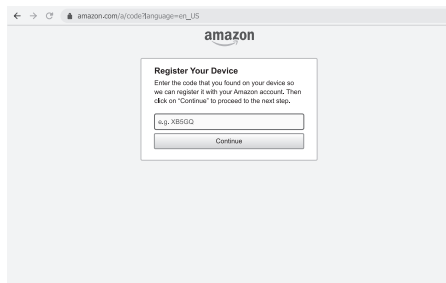 amazon.com/a/code?language=en_US
amazon
Register Your Device
Enter the code that you found on your device so
we can register it with your Amazon account. Then
click on "Continue" to proceed to the next step.
e.g. XB5GQ
Continue